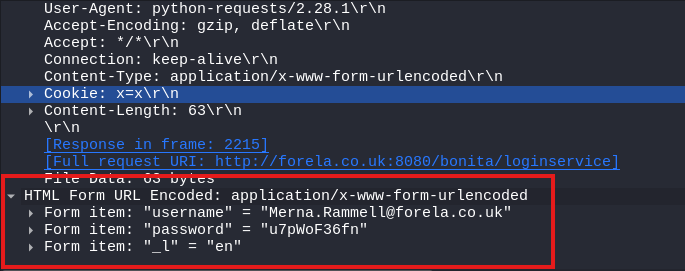 User-Agent: python-requests/2.28.1\r\n
Accept-Encoding: gzip, deflate\r\n
Accept: */*\r\n
Connection: keep-alive\r\n
Content-Type: application/x-www-form-urlencoded\r\n
Cookie: x=x\r\n
Content-Length: 63\r\n
\r\n
[Response in frame: 2215]
[Full request URI: http://forela.co.uk:8080/bonita/loginservice]
File Data: 63 bytes
HTML Form URL Encoded: application/x-www-form-urlencoded
Form item: "username" = "Merna.Rammell@forela.co.uk"
Form item: "password" = "u7pWoF36fn"
Form item: "_l" = "en"